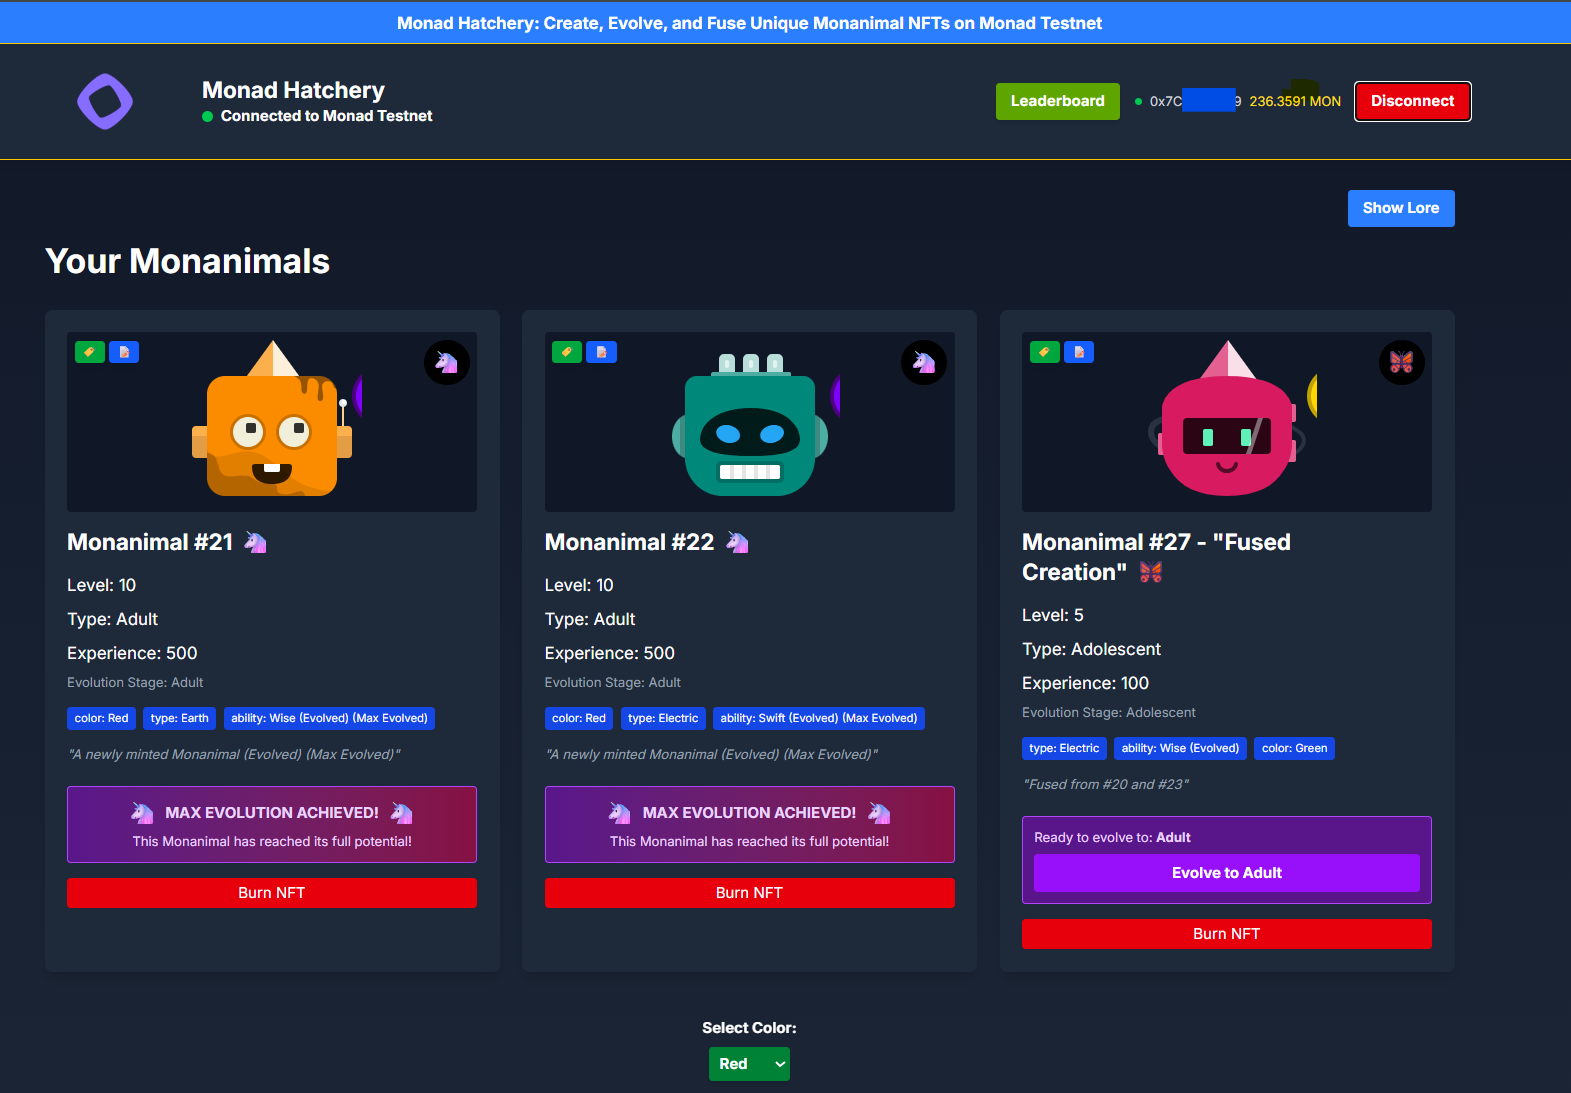 Monad Hatchery: Create, Evolve, and Fuse Unique Monanimal NFTs on Monad Testnet
Monad Hatchery
Connected to Monad Testnet
Leaderboard
0x7C 9 236.3591 MON
Disconnect
Show Lore
Your Monanimals
Monanimal #21
Level: 10
Type: Adult
Experience: 500
Evolution Stage: Adult
color: Red type: Earth ability: Wise (Evolved) (Max Evolved)
"A newly minted Monanimal (Evolved) (Max Evolved)"
MAX EVOLUTION ACHIEVED!
This Monanimal has reached its full potential!
Burn NFT
Monanimal #22
Level: 10
Type: Adult
Experience: 500
Evolution Stage: Adult
color: Red type: Electric ability: Swift (Evolved) (Max Evolved)
"A newly minted Monanimal (Evolved) (Max Evolved)"
MAX EVOLUTION ACHIEVED!
This Monanimal has reached its full potential!
Burn NFT
Monanimal #27 - "Fused
Creation"
Level: 5
Type: Adolescent
Experience: 100
Evolution Stage: Adolescent
type: Electric ability: Wise (Evolved) color: Green
"Fused from #20 and #23"
Ready to evolve to: Adult
Evolve to Adult
Burn NFT
Select Color:
Red